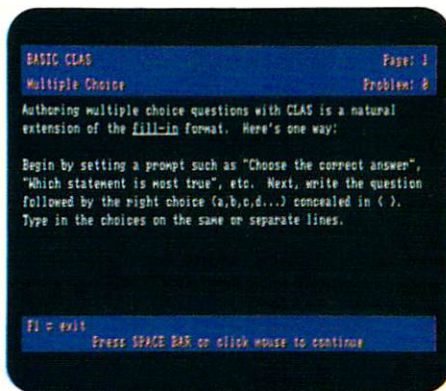 BASIC CLAS Page: 1
Multiple Choice Problem: 0
Authoring multiple choice questions with CLAS is a natural
extension of the fill-in format. Here's one way:
Begin by setting a prompt such as "Choose the correct answer",
"Which statement is most true", etc. Next, write the question
followed by the right choice (a,b,c,d...) concealed in { }.
Type in the choices on the same or separate lines.
F1 = exit
Press SPACE BAR or click mouse to continue